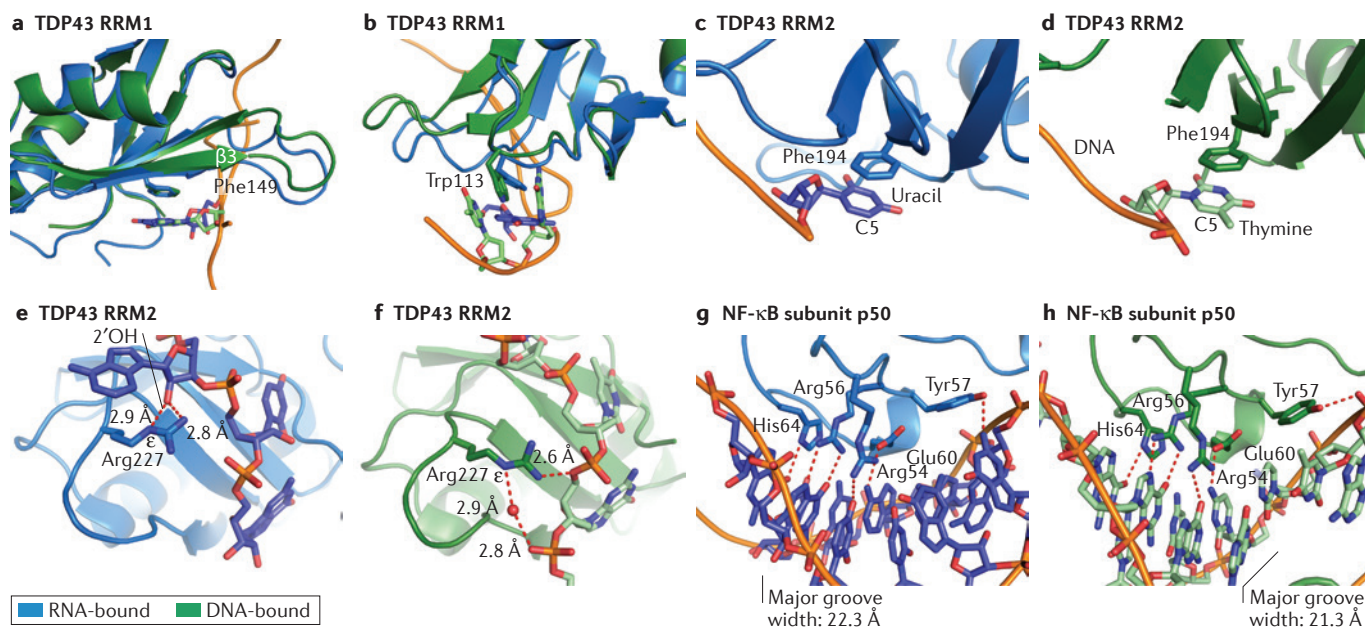 a TDP43 RRM1
β3
Phe149
b TDP43 RRM1
Trp113
c TDP43 RRM2
Phe194
Uracil
C5
d TDP43 RRM2
DNA
Phe194
C5
Thymine
e TDP43 RRM2
2′OH
2.9 Å
ε
2.8 Å
Arg227
f TDP43 RRM2
2.6 Å
Arg227 ε
2.9 Å
2.8 Å
g NF-κB subunit p50
Arg56
Tyr57
His64
Glu60
Arg54
Major groove
width: 22.3 Å
h NF-κB subunit p50
Arg56
Tyr57
His64
Glu60
Arg54
Major groove
width: 21.3 Å
RNA-bound
DNA-bound